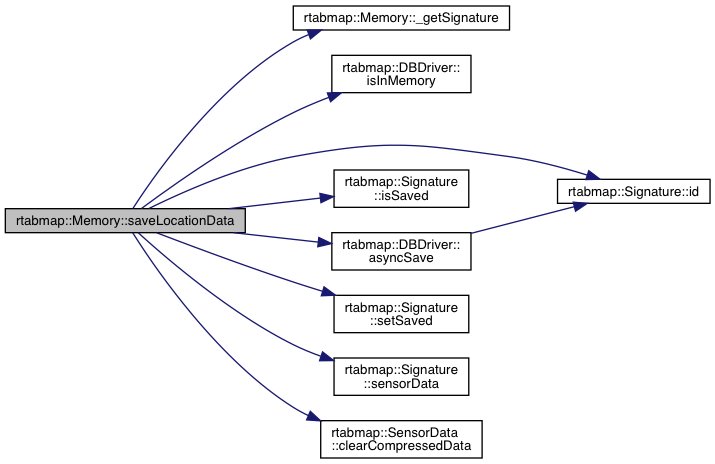 rtabmap::Memory::_getSignature
rtabmap::DBDriver::
isInMemory
rtabmap::Signature
::isSaved
rtabmap::Signature::id
rtabmap::Memory::saveLocationData
rtabmap::DBDriver::
asyncSave
rtabmap::Signature
::setSaved
rtabmap::Signature
::sensorData
rtabmap::SensorData
::clearCompressedData